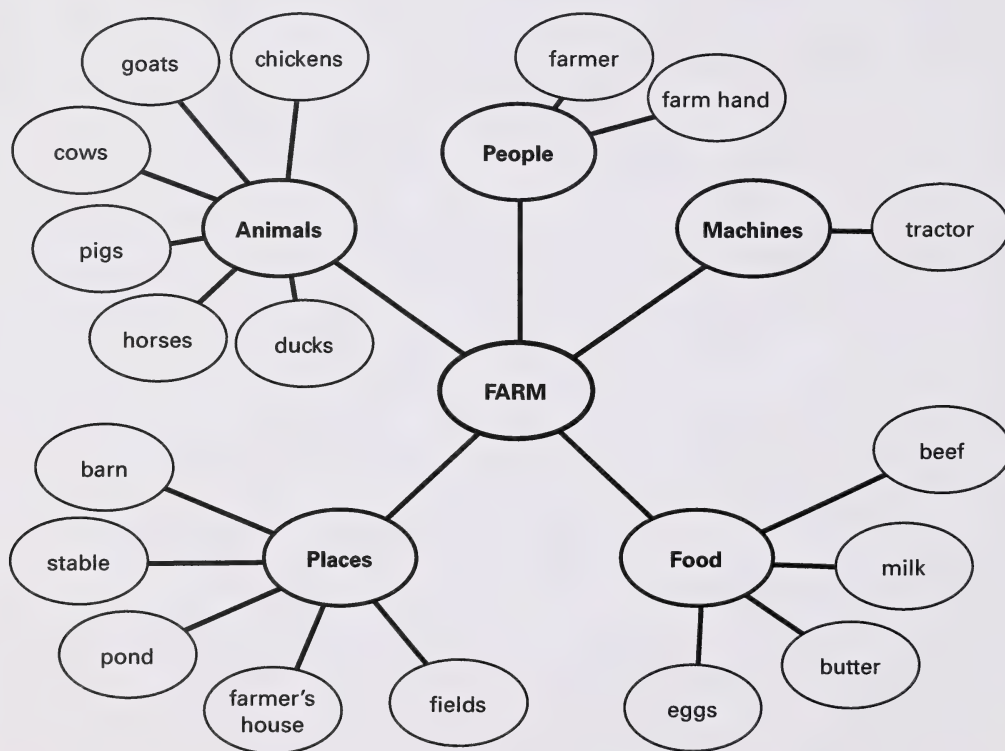 goats
chickens
cows
Animals
pigs
horses
ducks
farmer
farm hand
People
Machines
tractor
FARM
barn
stable
Places
pond
farmer's
house
fields
beef
Food
milk
butter
eggs